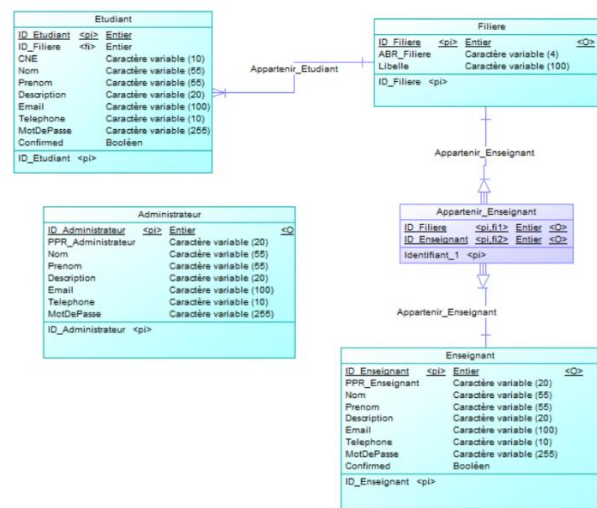 Etudiant
ID_Etudiant <pi> Entier
ID_Filiere <fi> Entier
CNE Caractère variable (10)
Nom Caractère variable (55)
Prenom Caractère variable (55)
Description Caractère variable (20)
Email Caractère variable (100)
Telephone Caractère variable (10)
MotDePasse Caractère variable (255)
Confirmed Booléen
ID_Etudiant <pi>
Appartenir_Etudiant
Filiere
ID_Filiere <pi> Entier <O>
ABR_Filiere Caractère variable (4)
Libelle Caractère variable (100)
ID_Filiere <pi>
Appartenir_Enseignant
Appartenir_Enseignant
ID_Filiere <pi,fi1> Entier <O>
ID_Enseignant <pi,fi2> Entier <O>
Identifiant_1 <pi>
Appartenir_Enseignant
Administrateur
ID_Administrateur <pi> Entier <O
PPR_Administrateur Caractère variable (20)
Nom Caractère variable (55)
Prenom Caractère variable (55)
Description Caractère variable (20)
Email Caractère variable (100)
Telephone Caractère variable (10)
MotDePasse Caractère variable (255)
ID_Administrateur <pi>
Enseignant
ID_Enseignant <pi> Entier <O>
PPR_Enseignant Caractère variable (20)
Nom Caractère variable (55)
Prenom Caractère variable (55)
Description Caractère variable (20)
Email Caractère variable (100)
Telephone Caractère variable (10)
MotDePasse Caractère variable (255)
Confirmed Booléen
ID_Enseignant <pi>